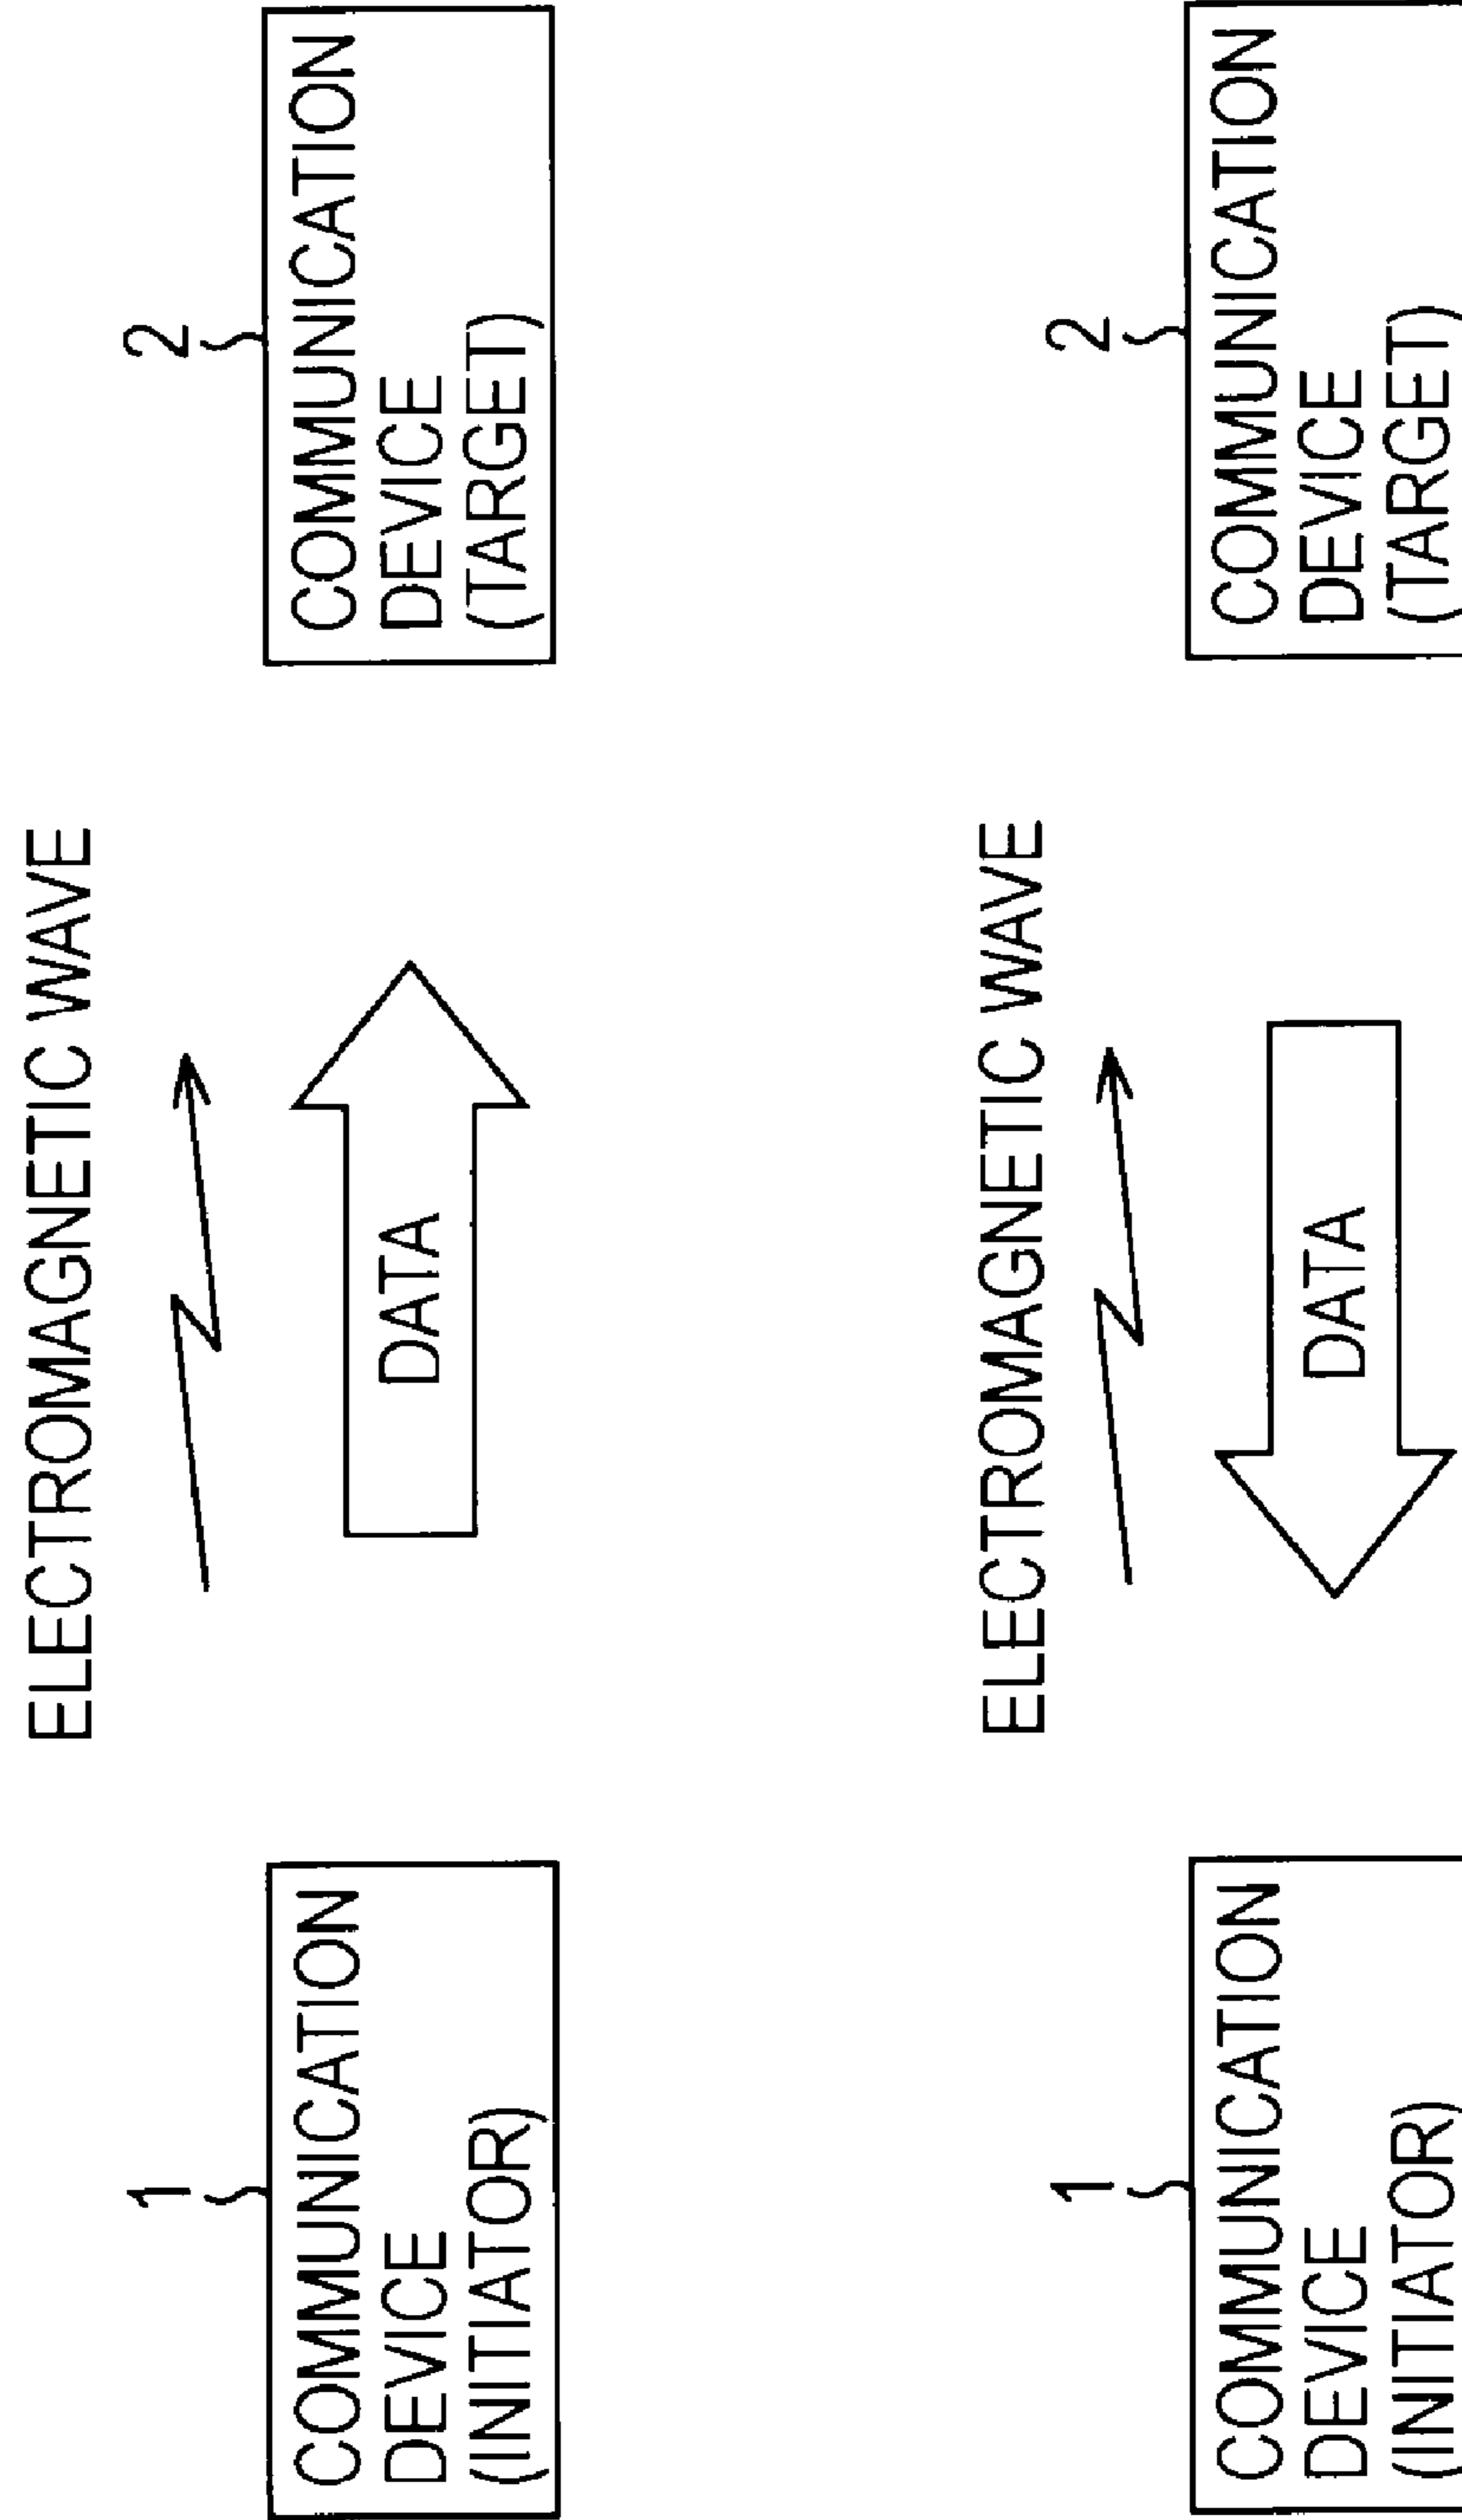 ELECTROMAGNETIC WAVE
1
2
COMMUNICATION
DEVICE
(INITIATOR)
DATA
COMMUNICATION
DEVICE
(TARGET)
ELECTROMAGNETIC WAVE
1
2
COMMUNICATION
DEVICE
(INITIATOR)
DATA
COMMUNICATION
DEVICE
(TARGET)